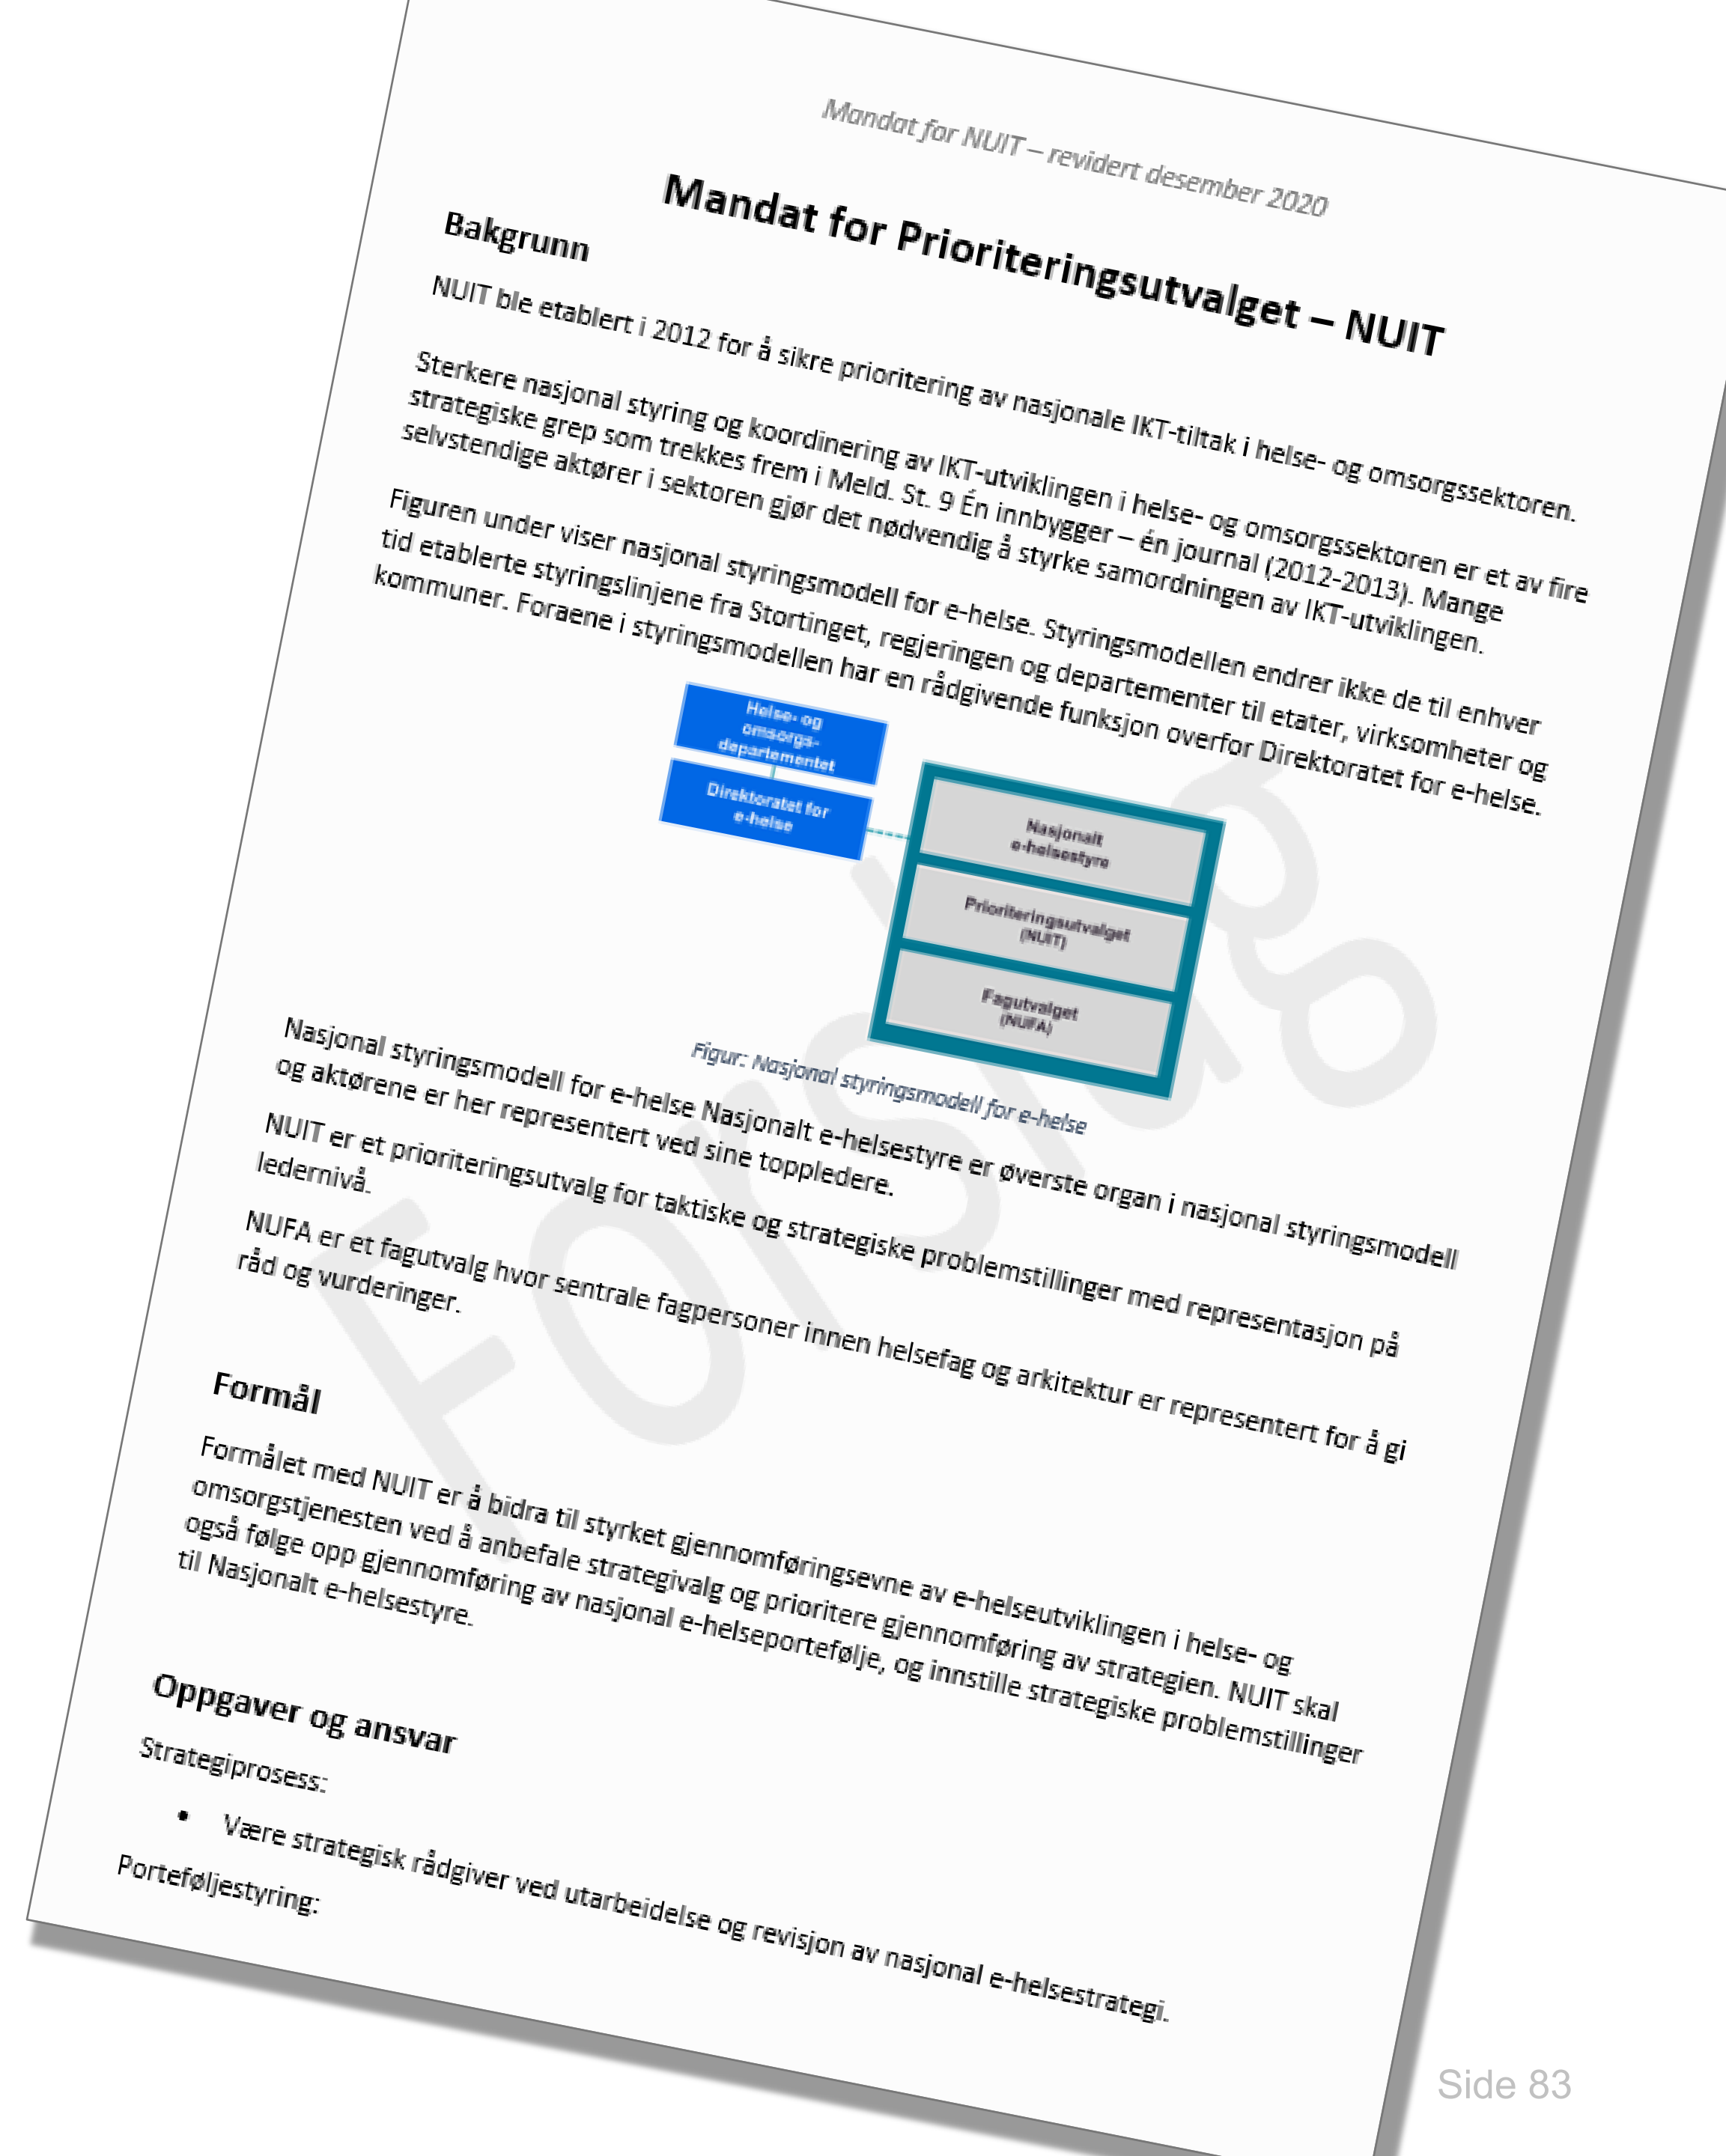 Mandat for NUIT – revidert desember 2020
Mandat for Prioriteringsutvalget – NUIT
Bakgrunn
NUIT ble etablert i 2012 for å sikre prioritering av nasjonale IKT-tiltak i helse- og omsorgssektoren.
Sterkere nasjonal styring og koordinering av IKT-utviklingen i helse- og omsorgssektoren er et av fire
strategiske grep som trekkes frem i Meld. St. 9 Én innbygger – én journal (2012-2013). Mange
selvstendige aktører i sektoren gjør det nødvendig å styrke samordningen av IKT-utviklingen.
Figuren under viser nasjonal styringsmodell for e-helse. Styringsmodellen endrer ikke de til enhver
tid etablerte styringslinjene fra Stortinget, regjeringen og departementer til etater, virksomheter og
kommuner. Foraene i styringsmodellen har en rådgivende funksjon overfor Direktoratet for e-helse.
Helse- og
omsorgs-
departementet
Direktoratet for
e-helse
Nasjonalt
e-helsestyre
Prioriteringsutvalget
(NUIT)
Fagutvalget
(NUFA)
Figur: Nasjonal styringsmodell for e-helse
Nasjonal styringsmodell for e-helse Nasjonalt e-helsestyre er øverste organ i nasjonal styringsmodell
og aktørene er her representert ved sine toppledere.
NUIT er et prioriteringsutvalg for taktiske og strategiske problemstillinger med representasjon på
ledernivå.
NUFA er et fagutvalg hvor sentrale fagpersoner innen helsefag og arkitektur er representert for å gi
råd og vurderinger.
Forslag
Formål
Formålet med NUIT er å bidra til styrket gjennomføringsevne av e-helseutviklingen i helse- og
omsorgstjenesten ved å anbefale strategivalg og prioritere gjennomføring av strategien. NUIT skal
også følge opp gjennomføring av nasjonal e-helseportefølje, og innstille strategiske problemstillinger
til Nasjonalt e-helsestyre.
Oppgaver og ansvar
Strategiprosess:
• Være strategisk rådgiver ved utarbeidelse og revisjon av nasjonal e-helsestrategi.
Porteføljestyring:
Side 83